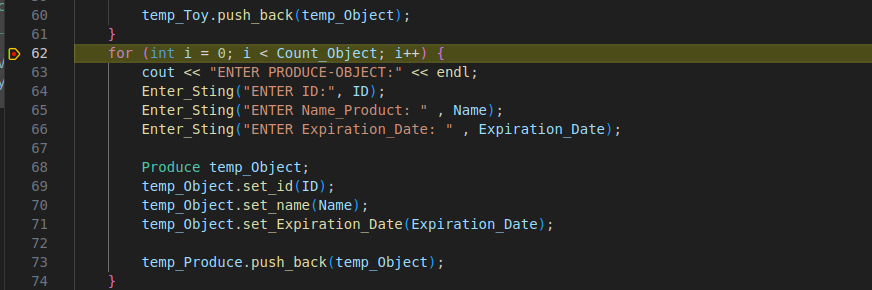 60 temp_Toy.push_back(temp_Object);
61 }
62 for (int i = 0; i < Count_Object; i++) {
63 cout << "ENTER PRODUCE-OBJECT:" << endl;
64 Enter_Sting("ENTER ID:", ID);
65 Enter_Sting("ENTER Name_Product: " , Name);
66 Enter_Sting("ENTER Expiration_Date: " , Expiration_Date);
67
68 Produce temp_Object;
69 temp_Object.set_id(ID);
70 temp_Object.set_name(Name);
71 temp_Object.set_Expiration_Date(Expiration_Date);
72
73 temp_Produce.push_back(temp_Object);
74 }